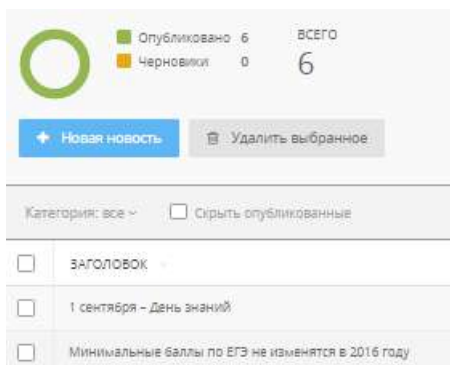 Опубликовано 6
Черновики 0
ВСЕГО
6
Новая новость
Удалить выбранное
Категория: все
Скрыть опубликованные
ЗАГОЛОВОК
1 сентября – День знаний
Минимальные баллы по ЕГЭ не изменятся в 2016 году